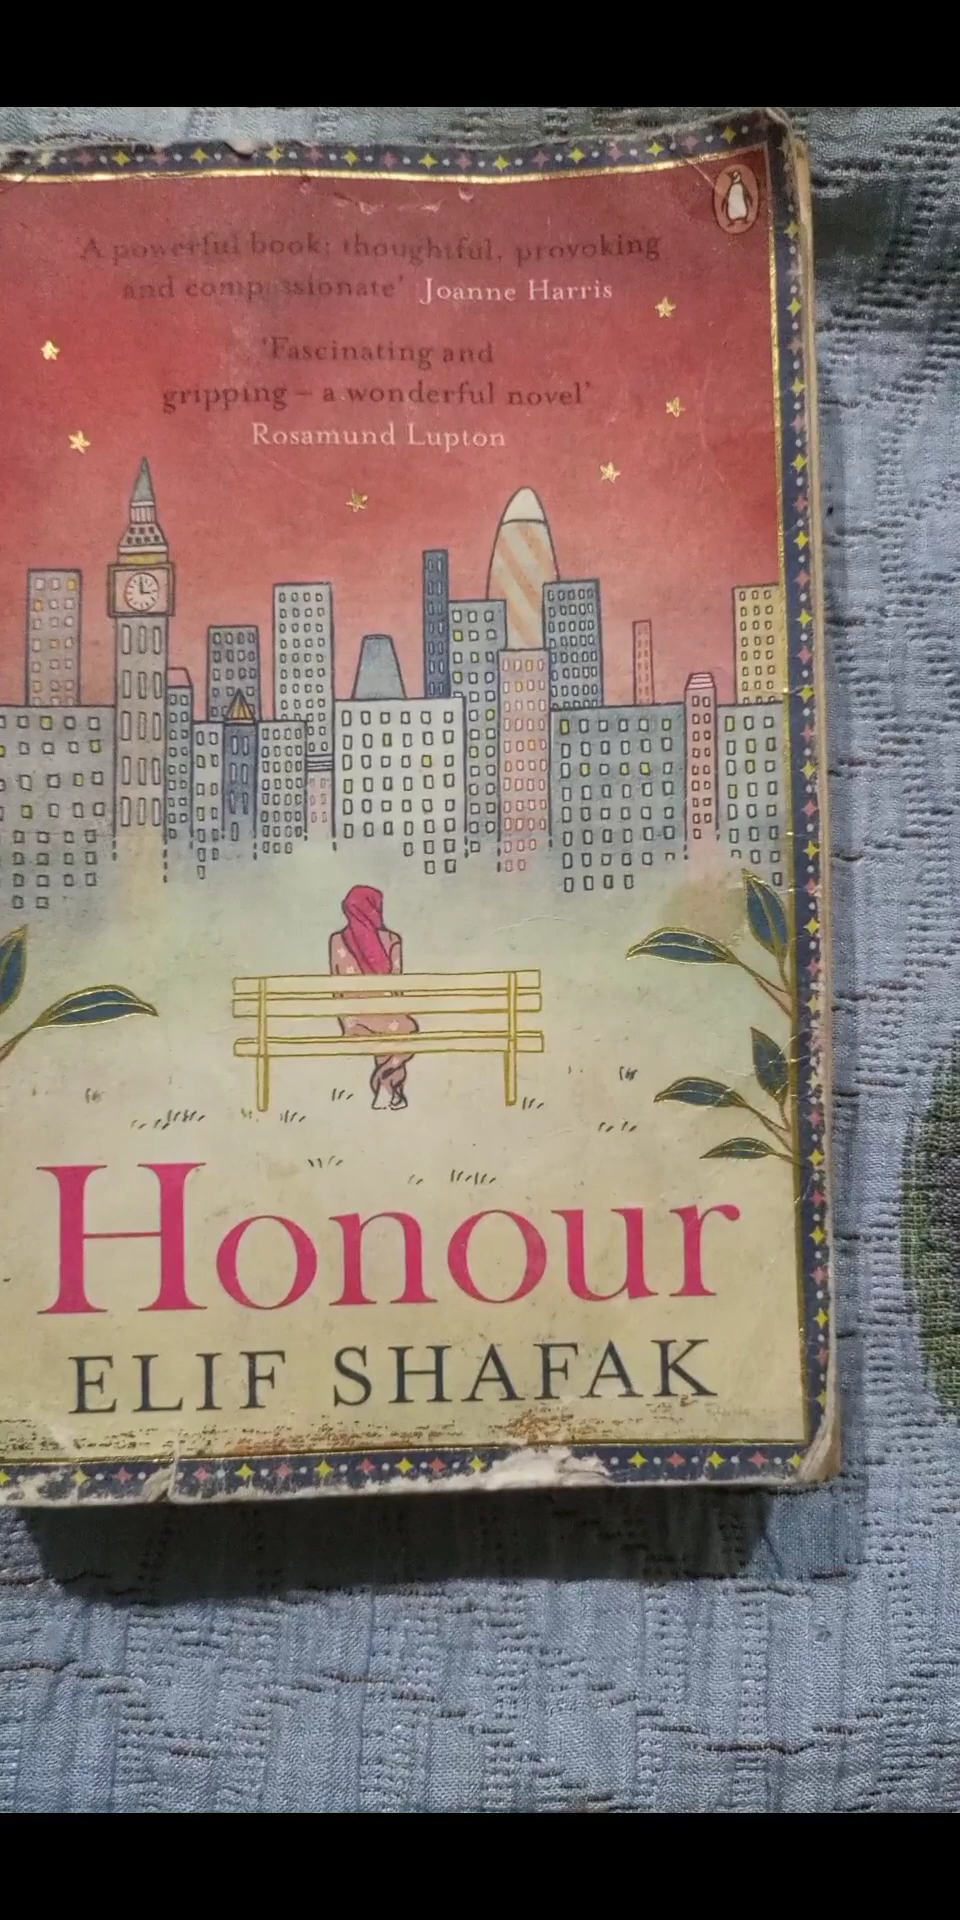 'A powerful book: thoughtful, provoking
and compassionate' Joanne Harris
'Fascinating and
gripping – a wonderful novel'
Rosamund Lupton
Honour
ELIF SHAFAK